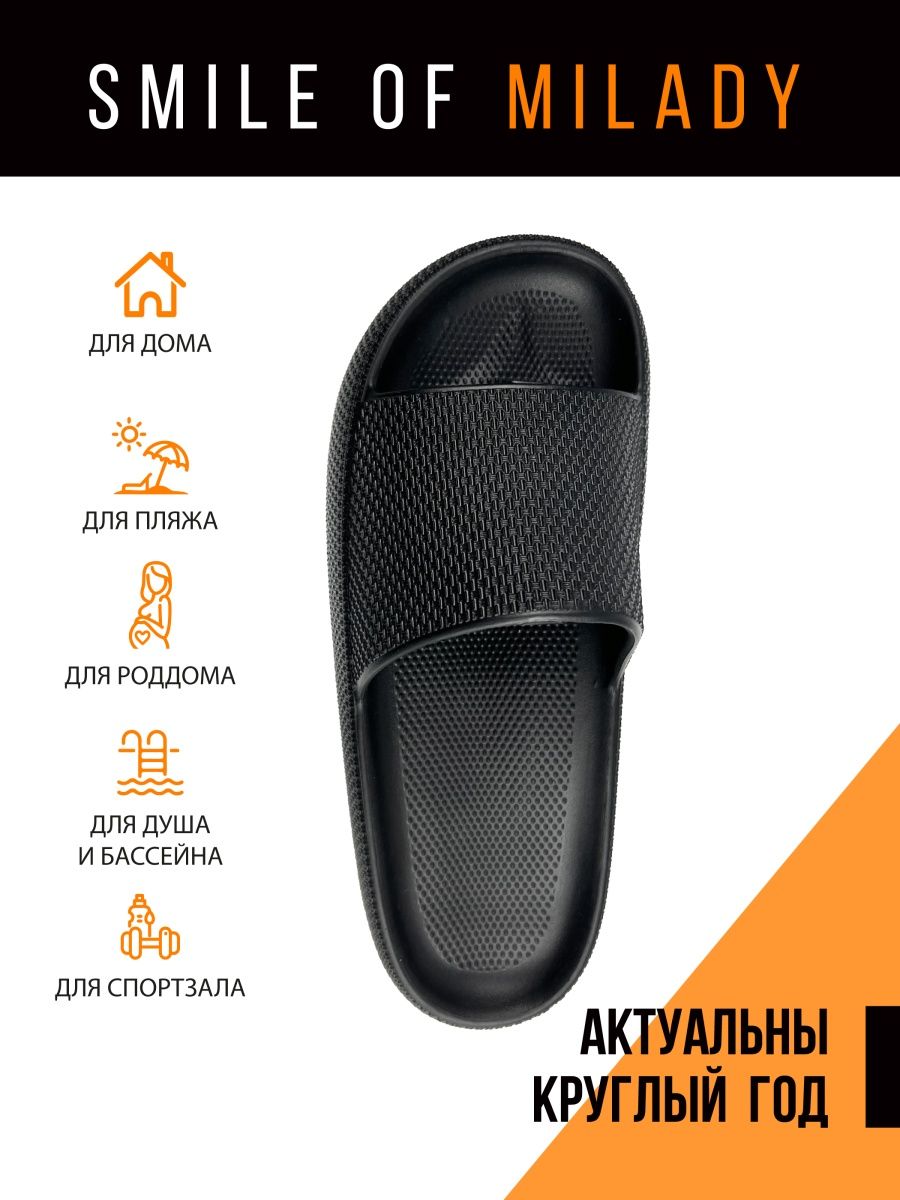 SMILE OF MILADY
ДЛЯ ДОМА
ДЛЯ ПЛЯЖА
ДЛЯ РОДДОМА
ДЛЯ ДУША
И БАССЕЙНА
ДЛЯ СПОРТЗАЛА
АКТУАЛЬНЫ
КРУГЛЫЙ ГОД